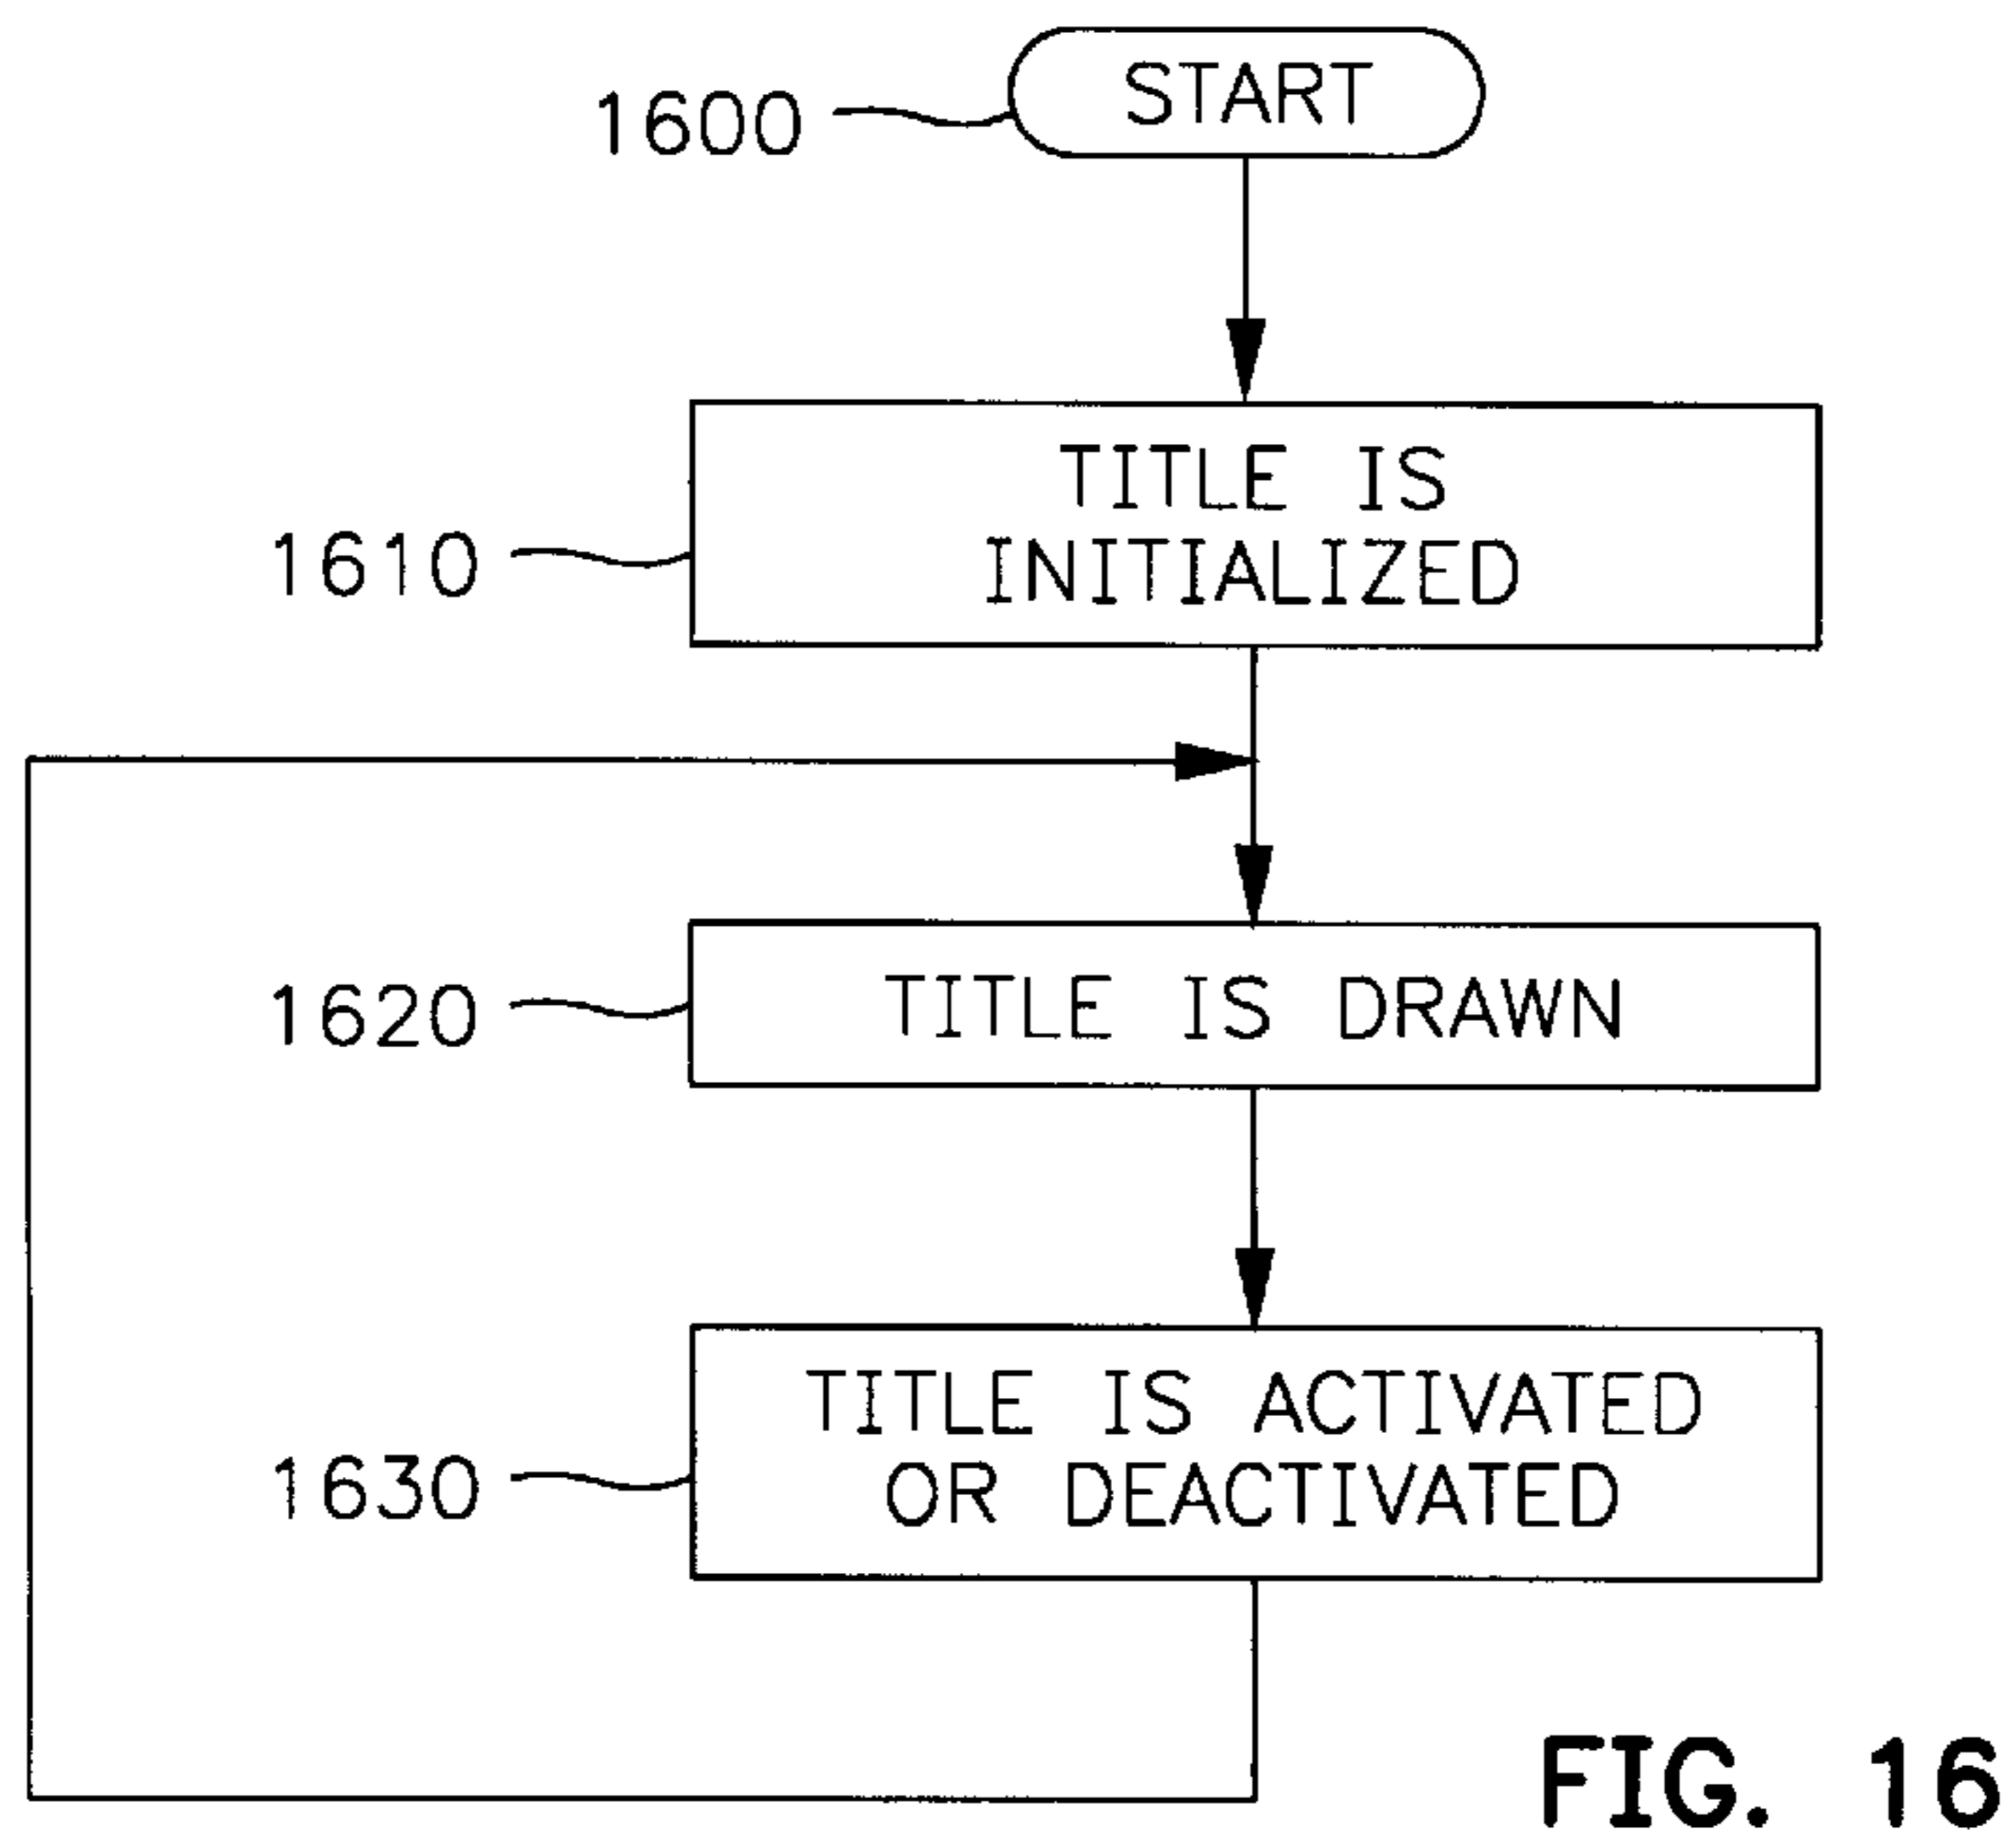 START
1600
TITLE IS
INITIALIZED
1610
TITLE IS DRAWN
1620
TITLE IS ACTIVATED
OR DEACTIVATED
1630
FIG. 16